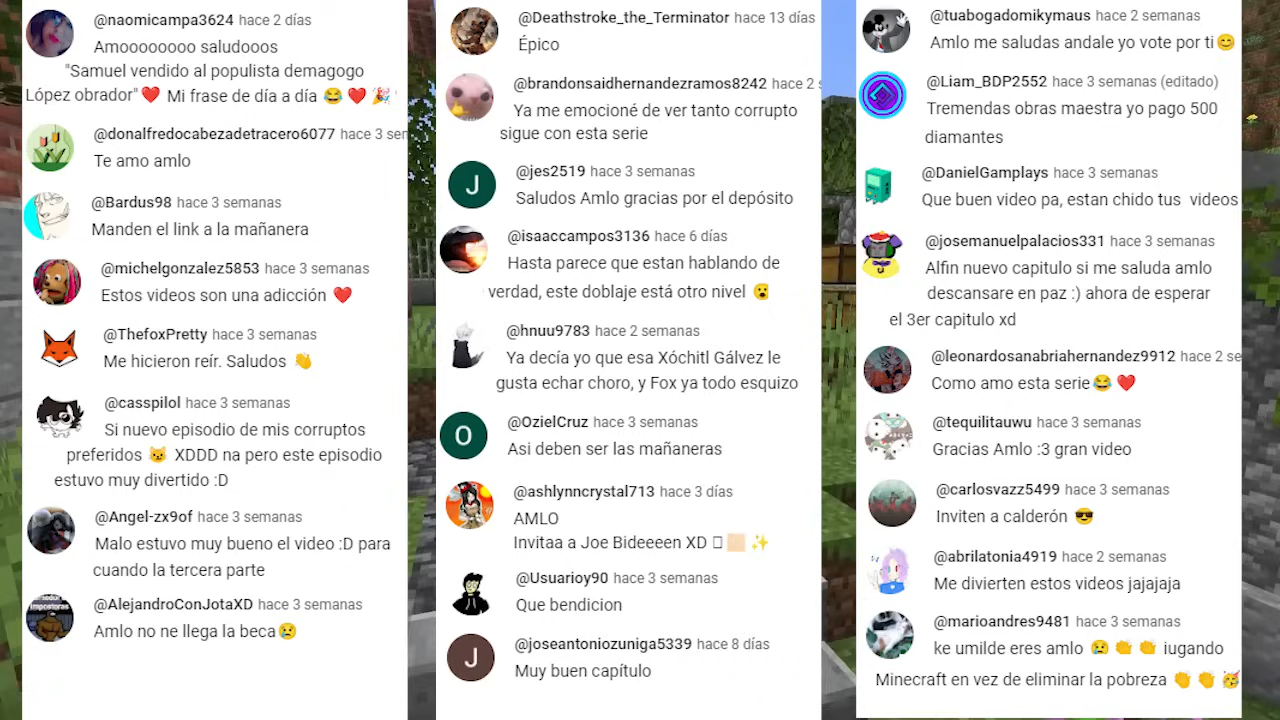 @naomicampa3624 hace 2 días
Amoooooooo saludooos
"Samuel vendido al populista demagogo
López obrador"❤️ Mi frase de día a día 😂 ❤️ 🎉
@donalfredocabezadetracero6077 hace 3 sem
Te amo amlo
@Bardus98 hace 3 semanas
Manden el link a la mañanera
@michelgonzalez5853 hace 3 semanas
Estos videos son una adicción ❤️
@ThefoxPretty hace 3 semanas
Me hicieron reír. Saludos 👋
@casspilol hace 3 semanas
Si nuevo episodio de mis corruptos
preferidos 🐱 XDDD na pero este episodio
estuvo muy divertido :D
@Angel-zx9of hace 3 semanas
Malo estuvo muy bueno el video :D para
cuando la tercera parte
@AlejandroConJotaXD hace 3 semanas
Amlo no ne llega la beca😢
@Deathstroke_the_Terminator hace 13 días
Épico
@brandonsaidhernandezramos8242 hace 2 s
Ya me emocioné de ver tanto corrupto
sigue con esta serie
@jes2519 hace 3 semanas
Saludos Amlo gracias por el depósito
@isaaccampos3136 hace 6 días
Hasta parece que estan hablando de
verdad, este doblaje está otro nivel 😮
@hnuu9783 hace 2 semanas
Ya decía yo que esa Xóchitl Gálvez le
gusta echar choro, y Fox ya todo esquizo
@OzielCruz hace 3 semanas
Asi deben ser las mañaneras
@ashlynncrystal713 hace 3 días
AMLO
Invitaa a Joe Bideeeen XD ▯🏻 ✨
@Usuarioy90 hace 3 semanas
Que bendicion
@joseantoniozuniga5339 hace 8 días
Muy buen capítulo
@tuabogadomikymaus hace 2 semanas
Amlo me saludas andale yo vote por ti😊
@Liam_BDP2552 hace 3 semanas (editado)
Tremendas obras maestra yo pago 500
diamantes
@DanielGamplays hace 3 semanas
Que buen video pa, estan chido tus videos
@josemanuelpalacios331 hace 3 semanas
Alfin nuevo capitulo si me saluda amlo
descansare en paz :) ahora de esperar
el 3er capitulo xd
@leonardosanabriahernandez9912 hace 2 se
Como amo esta serie😂 ❤️
@tequilitauwu hace 3 semanas
Gracias Amlo :3 gran video
@carlosvazz5499 hace 3 semanas
Inviten a calderón 😎
@abrilatonia4919 hace 2 semanas
Me divierten estos videos jajajaja
@marioandres9481 hace 3 semanas
ke umilde eres amlo 😢 👏 👏 jugando
Minecraft en vez de eliminar la pobreza 👏 👏 🥳